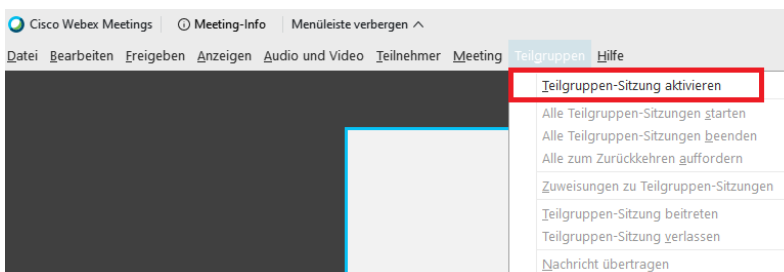 Cisco Webex Meetings Meeting-Info Menüleiste verbergen
Datei Bearbeiten Freigeben Anzeigen Audio und Video Teilnehmer Meeting Teilgruppen Hilfe
Teilgruppen-Sitzung aktivieren
Alle Teilgruppen-Sitzungen starten
Alle Teilgruppen-Sitzungen beenden
Alle zum Zurückkehren auffordern
Zuweisungen zu Teilgruppen-Sitzungen
Teilgruppen-Sitzung beitreten
Teilgruppen-Sitzung verlassen
Nachricht übertragen